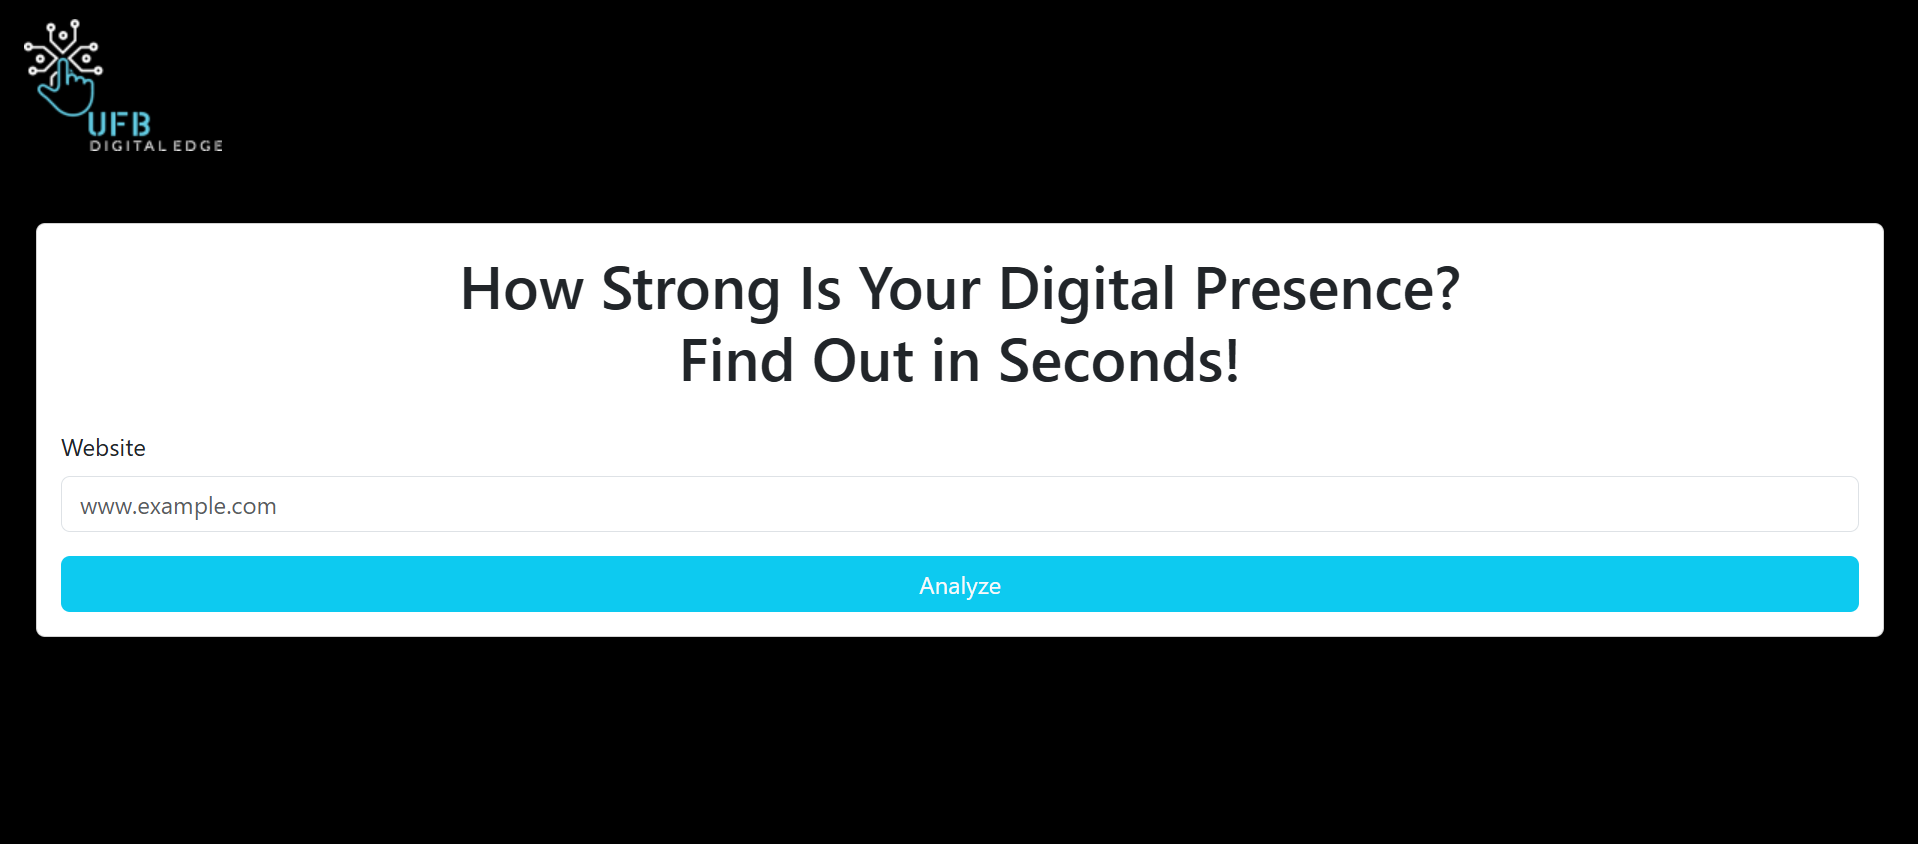 UFB
DIGITAL EDGE
How Strong Is Your Digital Presence?
Find Out in Seconds!
Website
www.example.com
Analyze